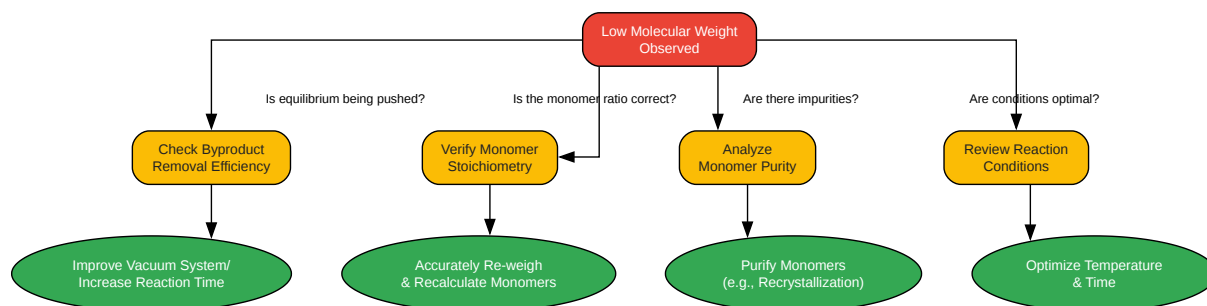 Low Molecular Weight
Observed
Is equilibrium being pushed?
Is the monomer ratio correct?
Are there impurities?
Are conditions optimal?
Check Byproduct
Removal Efficiency
Verify Monomer
Stoichiometry
Analyze
Monomer Purity
Review Reaction
Conditions
Improve Vacuum System/
Increase Reaction Time
Accurately Re-weigh
& Recalculate Monomers
Purify Monomers
(e.g., Recrystallization)
Optimize Temperature
& Time